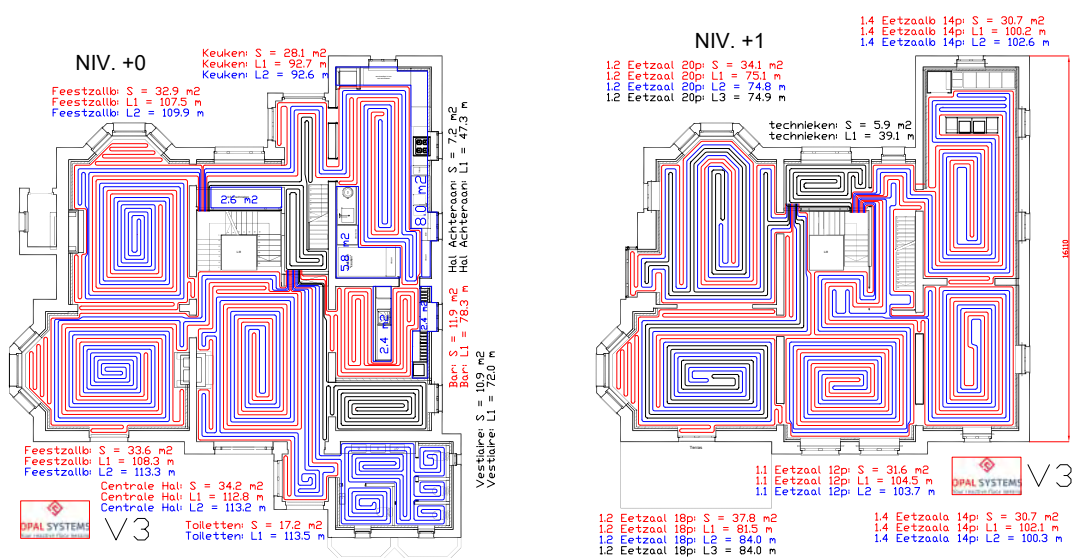 NIV. +0
Keuken: S = 28.1 m2
Keuken: L1 = 92.7 m
Keuken: L2 = 92.6 m
Feestzallb: S = 32.9 m2
Feestzallb: L1 = 107.5 m
Feestzallb: L2 = 109.9 m
Hal Achteraan: S = 7.2 m2
Hal Achteraan: L1 = 47.3 m
2.6 m2
8.0 m2
5.8 m2
2.4 m2
2.4 m2
Bar: S = 11.9 m2
Bar: L1 = 78.3 m
Vestiaire: S = 10.9 m2
Vestiaire: L1 = 72.0 m
Feestzallb: S = 33.6 m2
Feestzallb: L1 = 108.3 m
Feestzallb: L2 = 113.3 m
Centrale Hal: S = 34.2 m2
Centrale Hal: L1 = 112.8 m
Centrale Hal: L2 = 113.2 m
Toiletten: S = 17.2 m2
Toiletten: L1 = 113.5 m
OPAL SYSTEMS
V3
NIV. +1
1.4 Eetzaalb 14p: S = 30.7 m2
1.4 Eetzaalb 14p: L1 = 100.2 m
1.4 Eetzaalb 14p: L2 = 102.6 m
1.2 Eetzaal 20p: S = 34.1 m2
1.2 Eetzaal 20p: L1 = 75.1 m
1.2 Eetzaal 20p: L2 = 74.8 m
1.2 Eetzaal 20p: L3 = 74.9 m
technieken: S = 5.9 m2
technieken: L1 = 39.1 m
16110
Terras
1.1 Eetzaal 12p: S = 31.6 m2
1.1 Eetzaal 12p: L1 = 104.5 m
1.1 Eetzaal 12p: L2 = 103.7 m
OPAL SYSTEMS
V3
1.2 Eetzaal 18p: S = 37.8 m2
1.2 Eetzaal 18p: L1 = 81.5 m
1.2 Eetzaal 18p: L2 = 84.0 m
1.2 Eetzaal 18p: L3 = 84.0 m
1.4 Eetzaala 14p: S = 30.7 m2
1.4 Eetzaala 14p: L1 = 102.1 m
1.4 Eetzaala 14p: L2 = 100.3 m